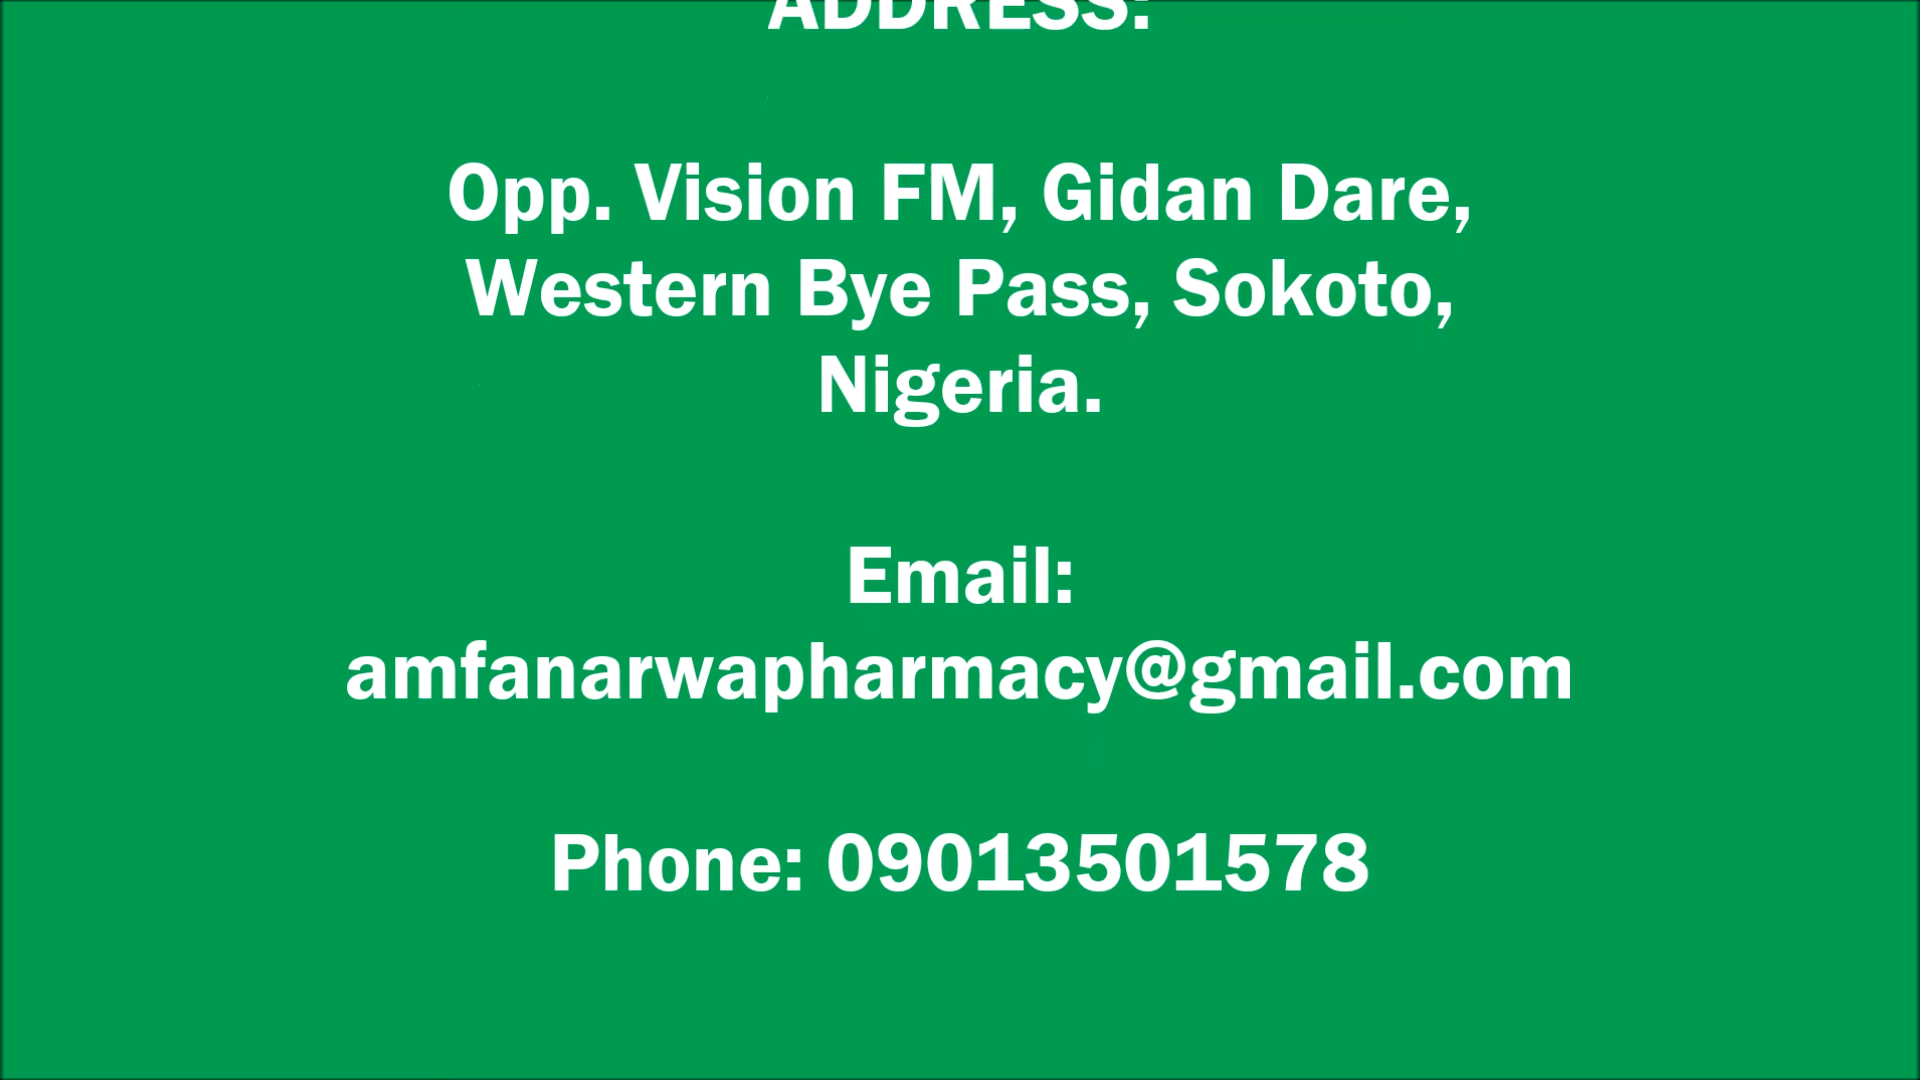 ADDRESS:
Opp. Vision FM, Gidan Dare,
Western Bye Pass, Sokoto,
Nigeria.
Email:
amfanarwapharmacy@gmail.com
Phone: 09013501578